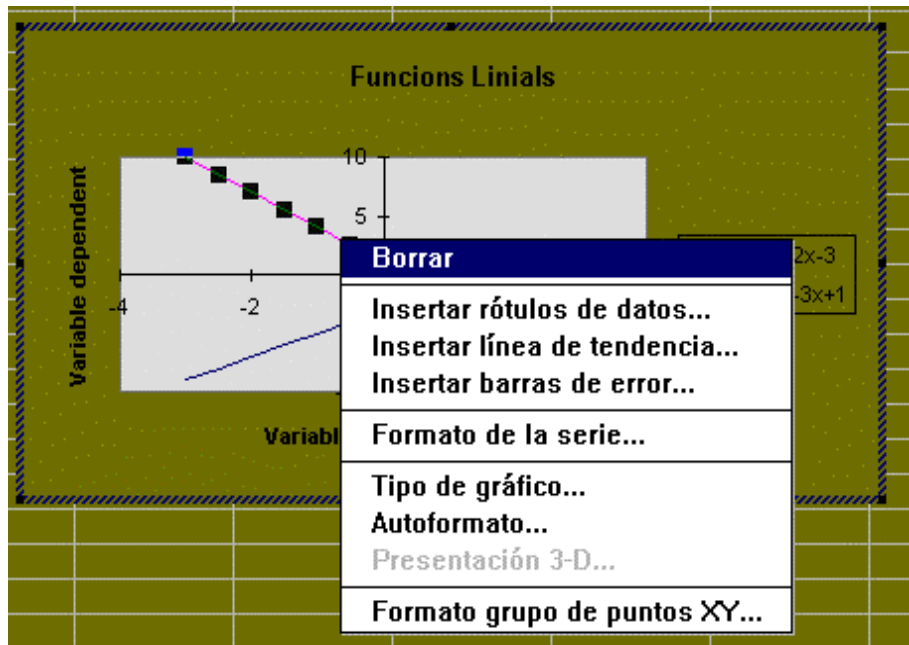 Funcions Linials
Variable dependent
10
5
-4
-2
2x-3
-3x+1
Variabl
Borrar
Insertar rótulos de datos...
Insertar línea de tendencia...
Insertar barras de error...
Formato de la serie...
Tipo de gráfico...
Autoformato...
Presentación 3-D...
Formato grupo de puntos XY...